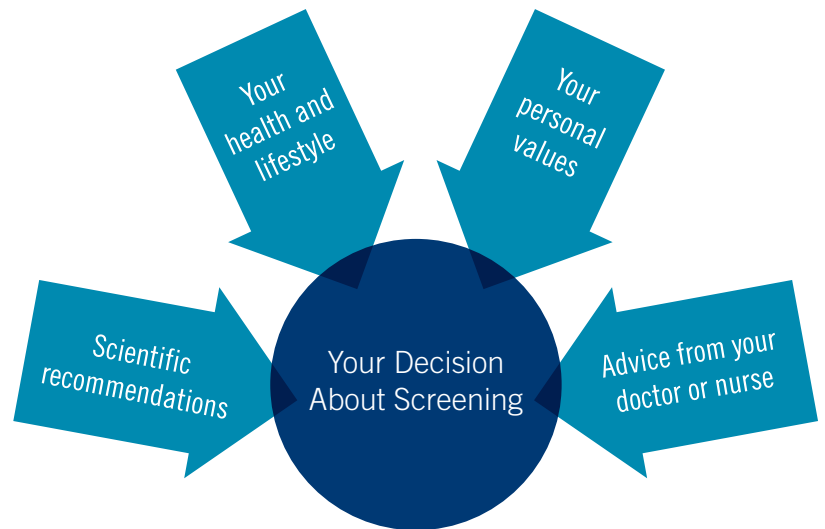 Your
health and
lifestyle
Your
personal
values
Scientific
recommendations
Your Decision
About Screening
Advice from your
doctor or nurse